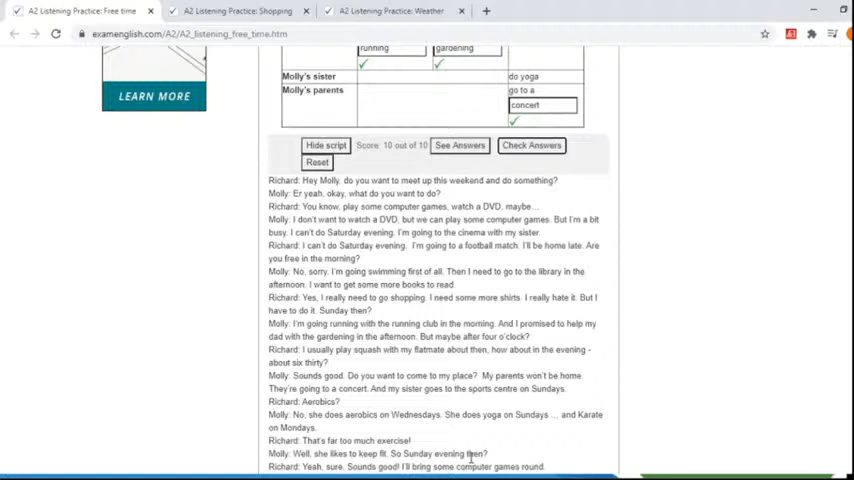 A2 Listening Practice: Free time
A2 Listening Practice: Shopping
A2 Listening Practice: Weather
examenglish.com/A2/A2_listening_free_time.htm
LEARN MORE
running gardening
Molly's sister do yoga
Molly's parents go to a
concert
Hide script Score: 10 out of 10 See Answers Check Answers
Reset
Richard: Hey Molly, do you want to meet up this weekend and do something?
Molly: Er yeah, okay, what do you want to do?
Richard: You know, play some computer games, watch a DVD, maybe...
Molly: I don't want to watch a DVD, but we can play some computer games. But I'm a bit
busy. I can't do Saturday evening. I'm going to the cinema with my sister.
Richard: I can't do Saturday evening. I'm going to a football match. I'll be home late. Are
you free in the morning?
Molly: No, sorry. I'm going swimming first of all. Then I need to go to the library in the
afternoon. I want to get some more books to read.
Richard: Yes, I really need to go shopping. I need some more shirts. I really hate it. But I
have to do it. Sunday then?
Molly: I'm going running with the running club in the morning. And I promised to help my
dad with the gardening in the afternoon. But maybe after four o'clock?
Richard: I usually play squash with my flatmate about then, how about in the evening -
about six thirty?
Molly: Sounds good. Do you want to come to my place? My parents won't be home.
They're going to a concert. And my sister goes to the sports centre on Sundays.
Richard: Aerobics?
Molly: No, she does aerobics on Wednesdays. She does yoga on Sundays ... and Karate
on Mondays.
Richard: That's far too much exercise!
Molly: Well, she likes to keep fit. So Sunday evening then?
Richard: Yeah, sure. Sounds good! I'll bring some computer games round.